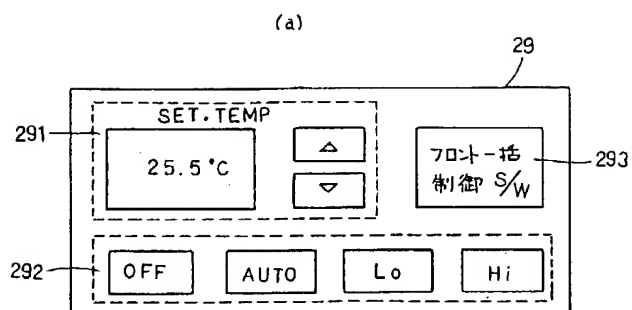 (a)
29
291
SET.TEMP
25.5°C
△
▽
フロント一括
制御 S/W
293
292
OFF
AUTO
Lo
Hi